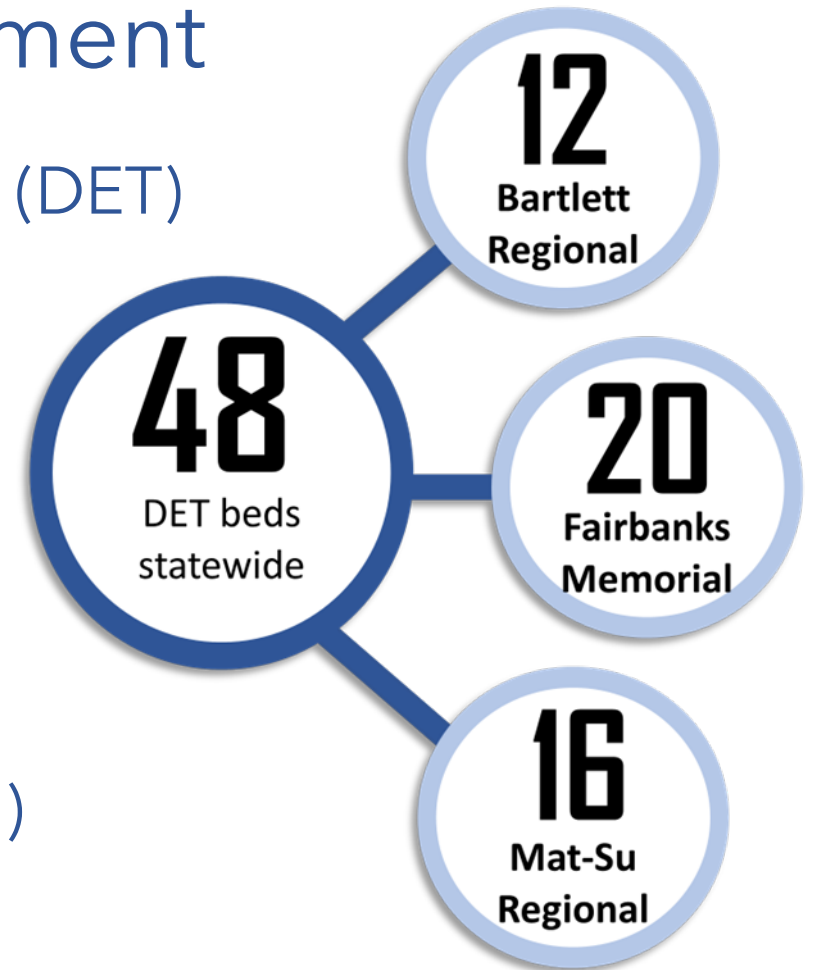 ment
(DET)
12
Bartlett
Regional
48
DET beds
statewide
20
Fairbanks
Memorial
16
Mat-Su
Regional
)